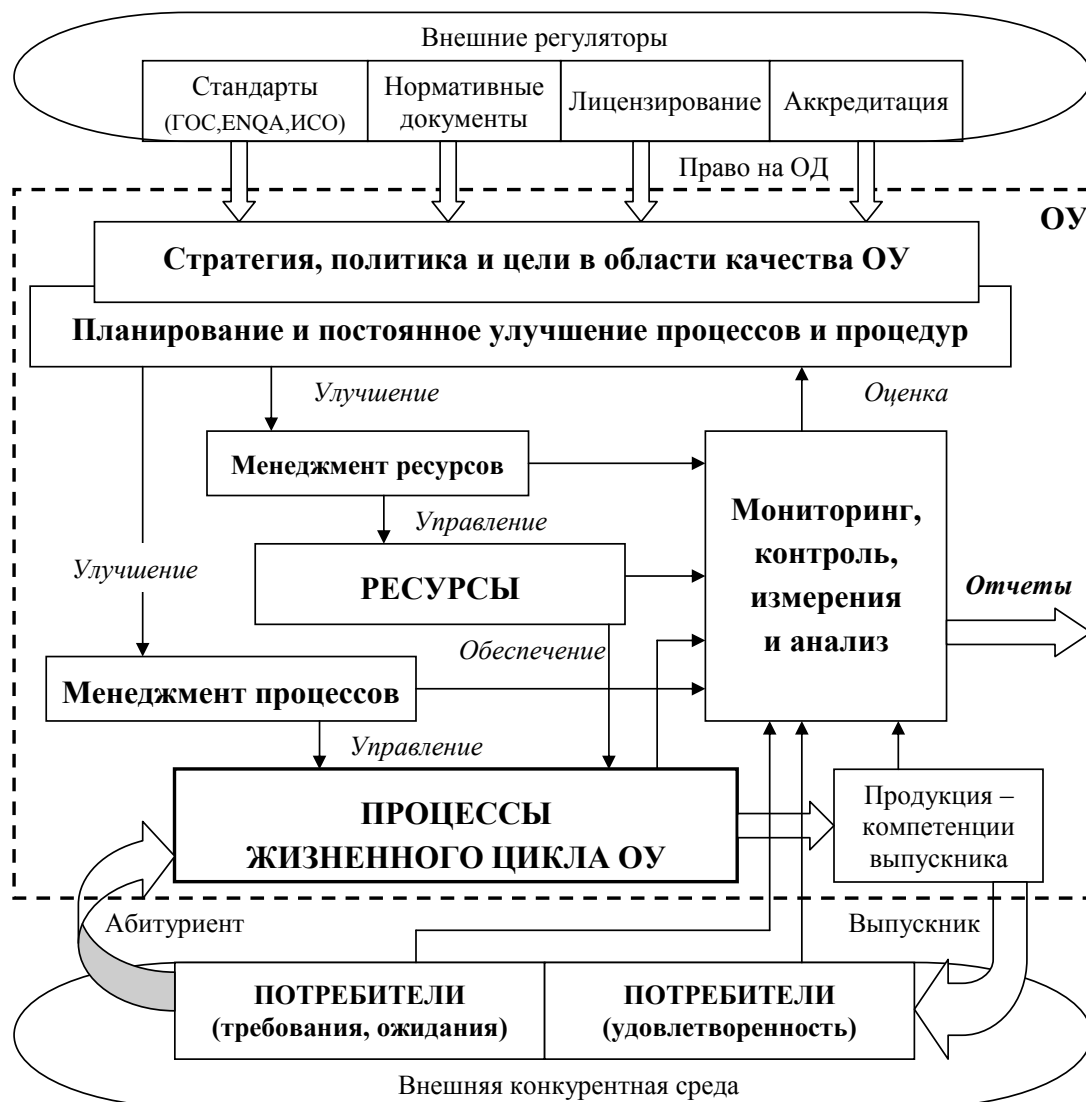 Внешние регуляторы
Стандарты
(ГОС,ENQA,ИСО)
Нормативные
документы
Лицензирование
Аккредитация
Право на ОД
ОУ
Стратегия, политика и цели в области качества ОУ
Планирование и постоянное улучшение процессов и процедур
Улучшение
Оценка
Менеджмент ресурсов
Управление
РЕСУРСЫ
Мониторинг,
контроль,
измерения
и анализ
Отчеты
Улучшение
Обеспечение
Менеджмент процессов
Управление
ПРОЦЕССЫ
ЖИЗНЕННОГО ЦИКЛА ОУ
Продукция –
компетенции
выпускника
Абитуриент
Выпускник
ПОТРЕБИТЕЛИ
(требования, ожидания)
ПОТРЕБИТЕЛИ
(удовлетворенность)
Внешняя конкурентная среда